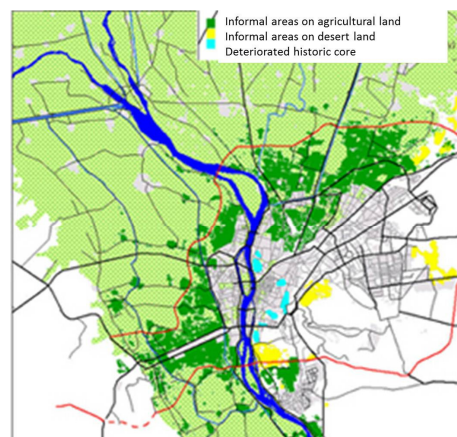 Informal areas on agricultural land
Informal areas on desert land
Deteriorated historic core